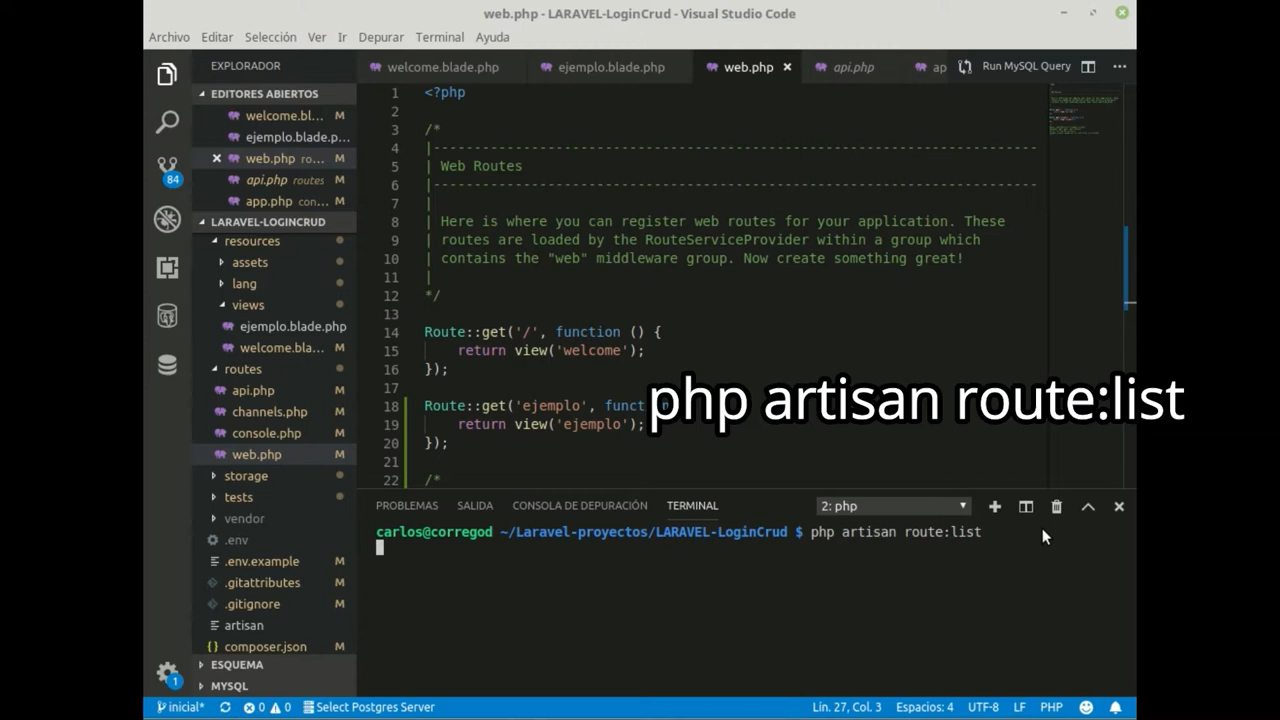 web.php - LARAVEL-LoginCrud - Visual Studio Code
Archivo Editar Selección Ver Ir Depurar Terminal Ayuda
EXPLORADOR
welcome.blade.php ejemplo.blade.php web.php api.php ap Run MySQL Query
EDITORES ABIERTOS
welcome.bl... M
ejemplo.blade.p...
web.php ro... M
api.php routes M
app.php con... M
84
LARAVEL-LOGINCRUD
resources
assets
lang
views
ejemplo.blade.php
welcome.bla... M
routes
api.php M
channels.php M
console.php M
web.php M
storage
tests
vendor
.env
.env.example M
.gitattributes M
.gitignore M
artisan
composer.json M
ESQUEMA
MYSQL
1
1 <?php
2
3 /*
4 |--------------------------------------------------------------------------
5 | Web Routes
6 |--------------------------------------------------------------------------
7 |
8 | Here is where you can register web routes for your application. These
9 | routes are loaded by the RouteServiceProvider within a group which
10 | contains the "web" middleware group. Now create something great!
11 |
12 */
13
14 Route::get('/', function () {
15 return view('welcome');
16 });
17
18 Route::get('ejemplo', funct
19 return view('ejemplo');
20 });
21
22 /*
php artisan route:list
PROBLEMAS SALIDA CONSOLA DE DEPURACIÓN TERMINAL 2: php
carlos@corregod ~/Laravel-proyectos/LARAVEL-LoginCrud $ php artisan route:list
inicial* 0 0 Select Postgres Server Lín. 27, Col. 3 Espacios: 4 UTF-8 LF PHP